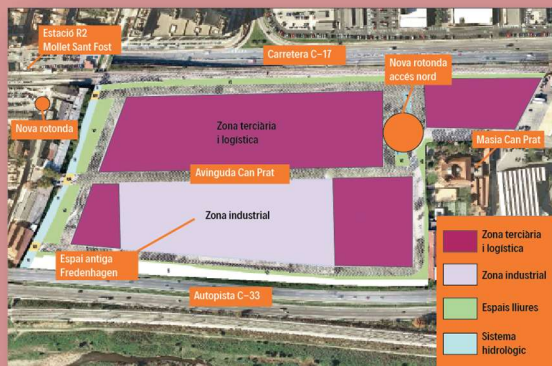 Estació R2
Mollet Sant Fost
Carretera C-17
Nova rotonda
accés nord
Nova rotonda
Zona terciària
i logística
Masia Can Prat
Avinguda Can Prat
Zona industrial
Espai antiga
Fredenhagen
Autopista C-33
Zona terciària
i logística
Zona industrial
Espais lliures
Sistema
hidrològic